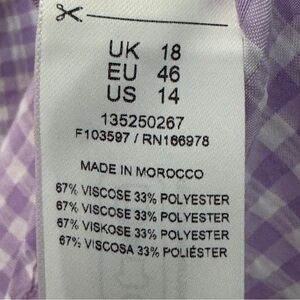 UK 18
EU 46
US 14
135250267
F103597 / RN166978
MADE IN MOROCCO
67% VISCOSE 33% POLYESTER
67% VISCOSE 33% POLYESTER
67% VISKOSE 33% POLYESTER
67% VISCOSA 33% POLIÉSTER